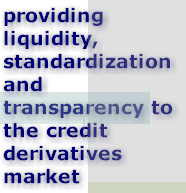 providing
liquidity,
standardization
and
transparency to
the credit
derivatives
market